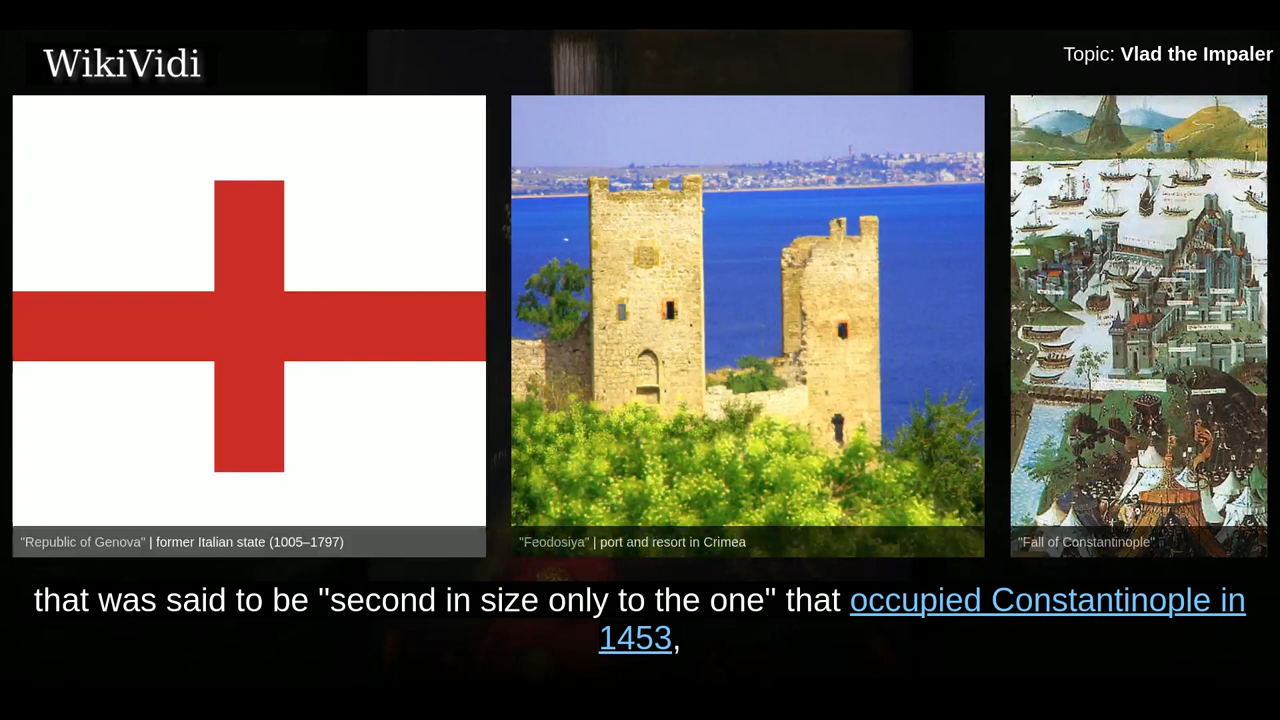 WikiVidi
Topic: Vlad the Impaler
"Republic of Genova" | former Italian state (1005–1797)
"Feodosiya" | port and resort in Crimea
"Fall of Constantinople"
that was said to be "second in size only to the one" that occupied Constantinople in
1453,